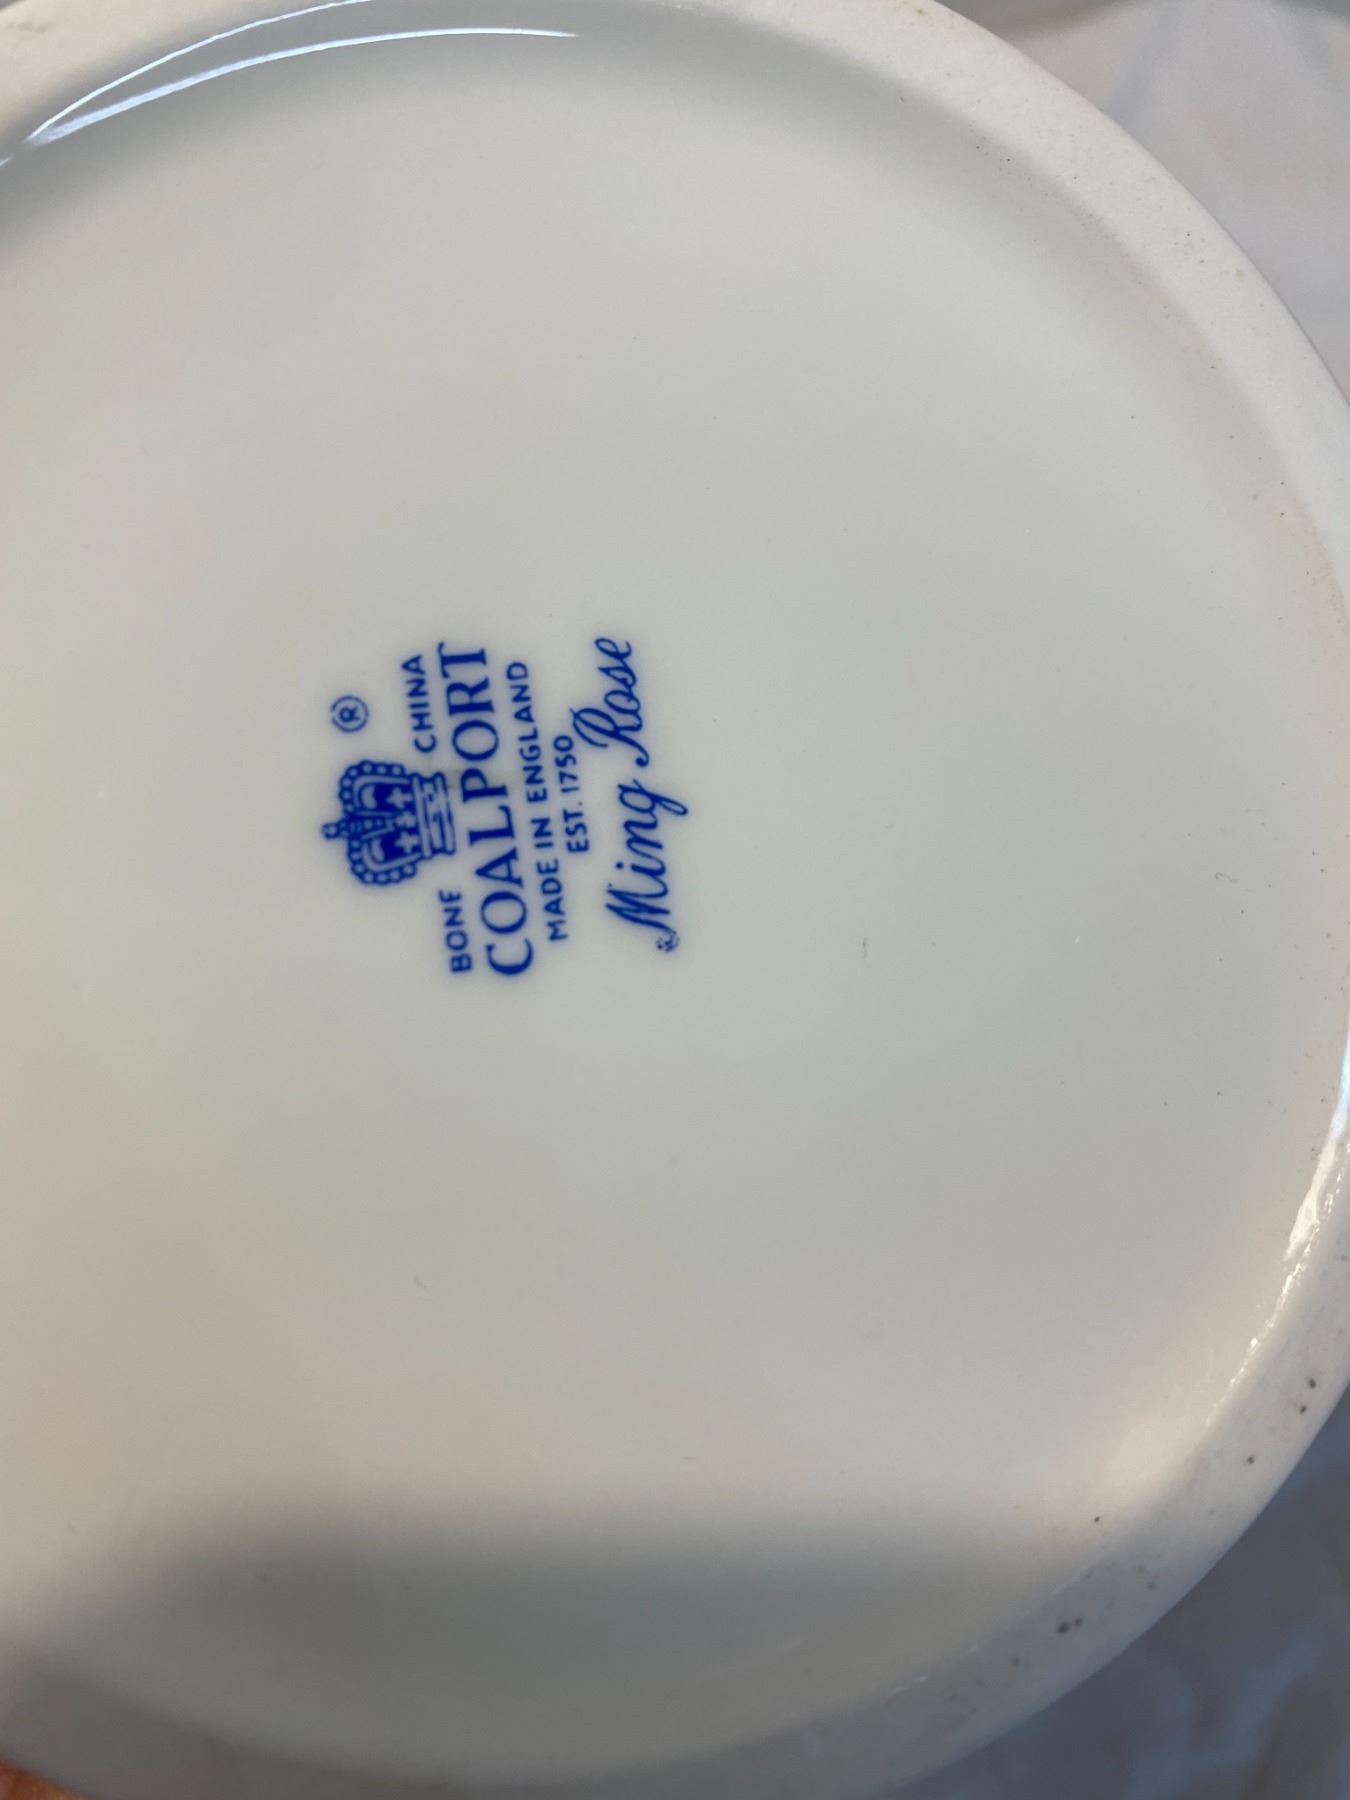 ®
BONE CHINA
COALPORT
MADE IN ENGLAND
EST. 1750
Ming Rose